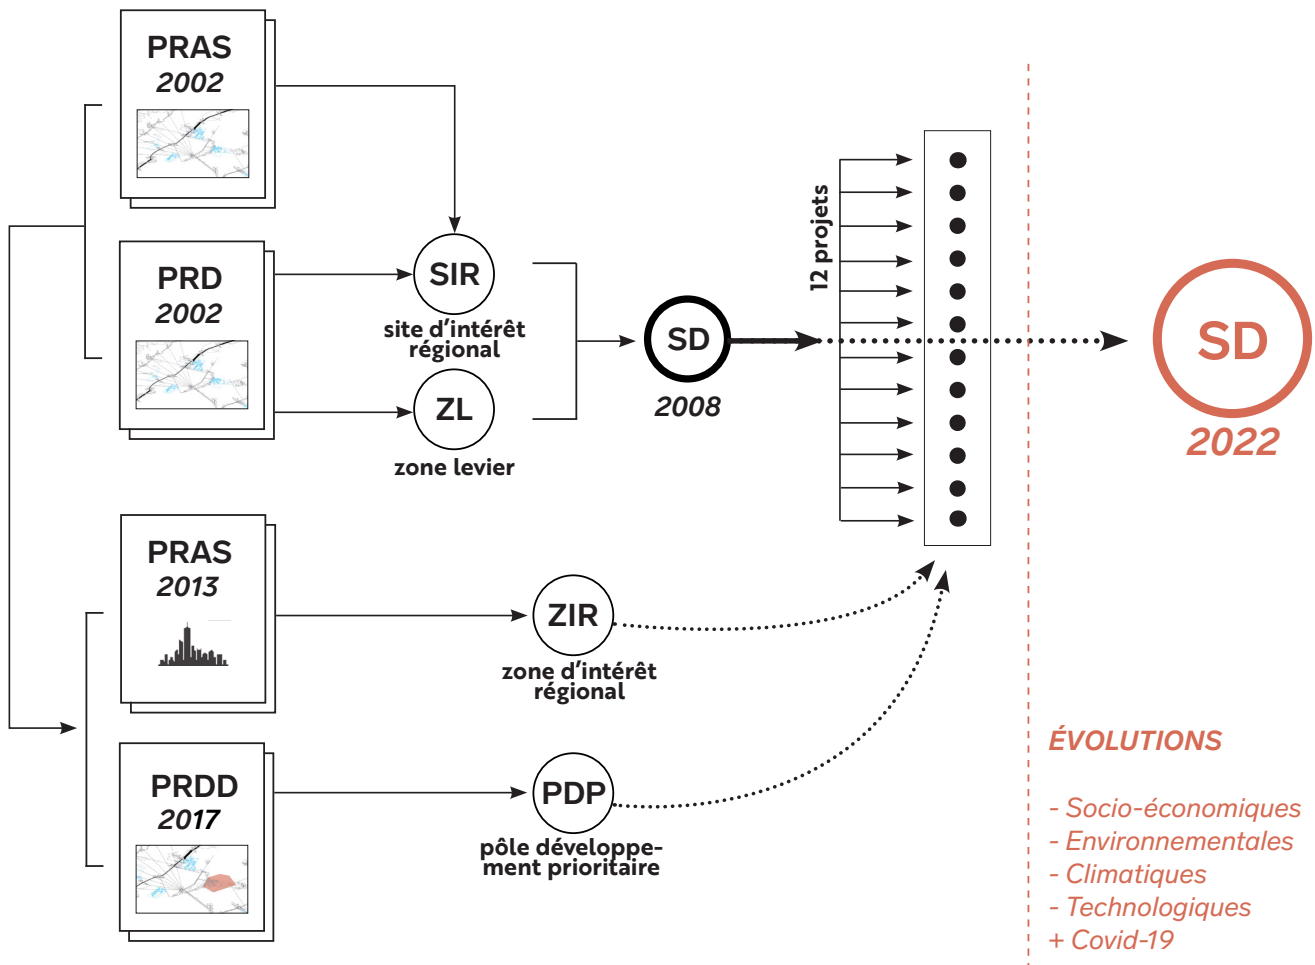 PRAS
2002
PRD
2002
SIR
site d’intérêt
régional
ZL
zone levier
SD
2008
12 projets
SD
2022
PRAS
2013
ZIR
zone d’intérêt
régional
PRDD
2017
PDP
pôle développe-
ment prioritaire
ÉVOLUTIONS
- Socio-économiques
- Environnementales
- Climatiques
- Technologiques
+ Covid-19